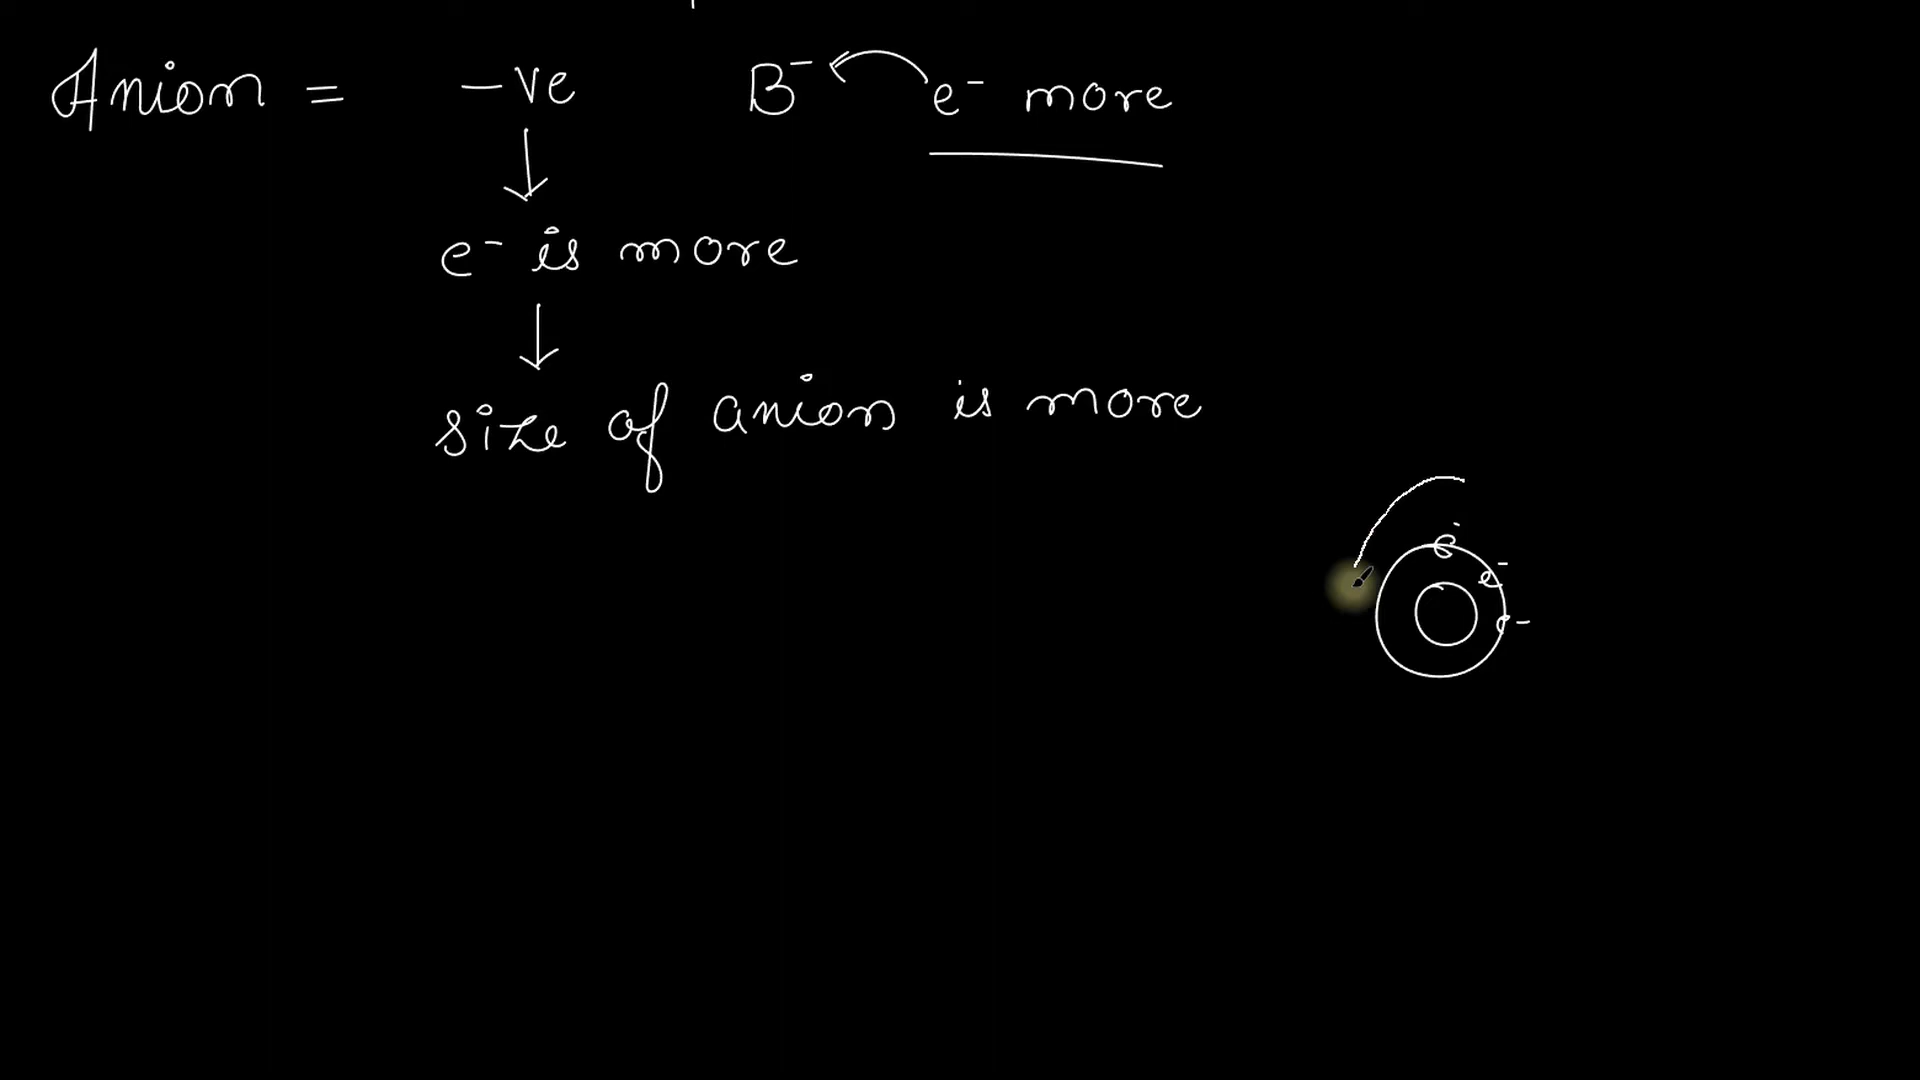 Anion = -ve B⁻ e⁻ more
e⁻ is more
size of anion is more
e⁻
e⁻
e⁻